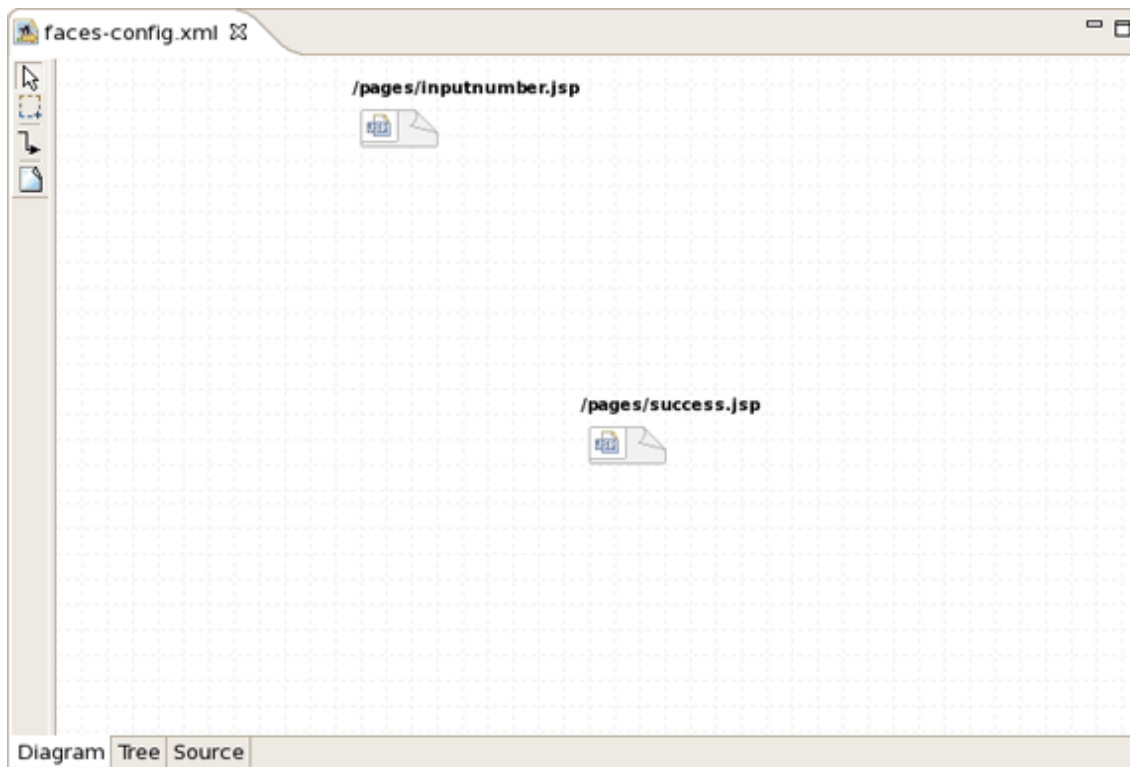 faces-config.xml
/pages/inputnumber.jsp
/pages/success.jsp
Diagram Tree Source